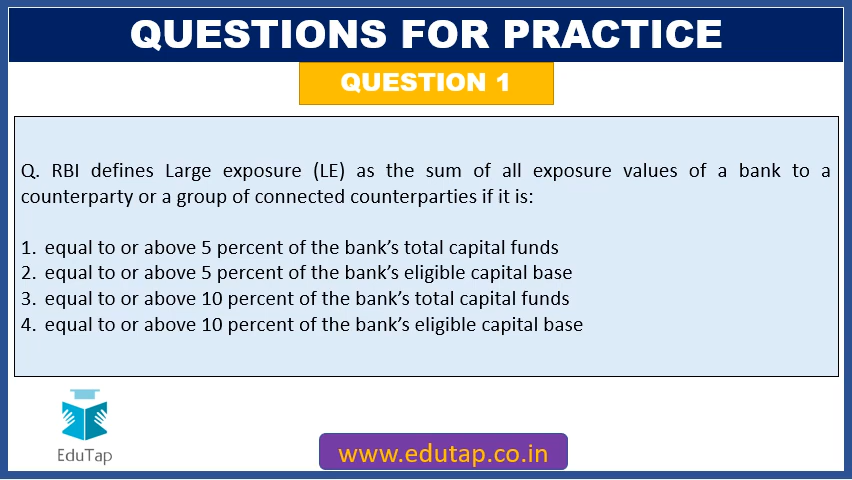 QUESTIONS FOR PRACTICE
QUESTION 1
Q. RBI defines Large exposure (LE) as the sum of all exposure values of a bank to a
counterparty or a group of connected counterparties if it is:
1. equal to or above 5 percent of the bank’s total capital funds
2. equal to or above 5 percent of the bank’s eligible capital base
3. equal to or above 10 percent of the bank’s total capital funds
4. equal to or above 10 percent of the bank’s eligible capital base
EduTap
www.edutap.co.in